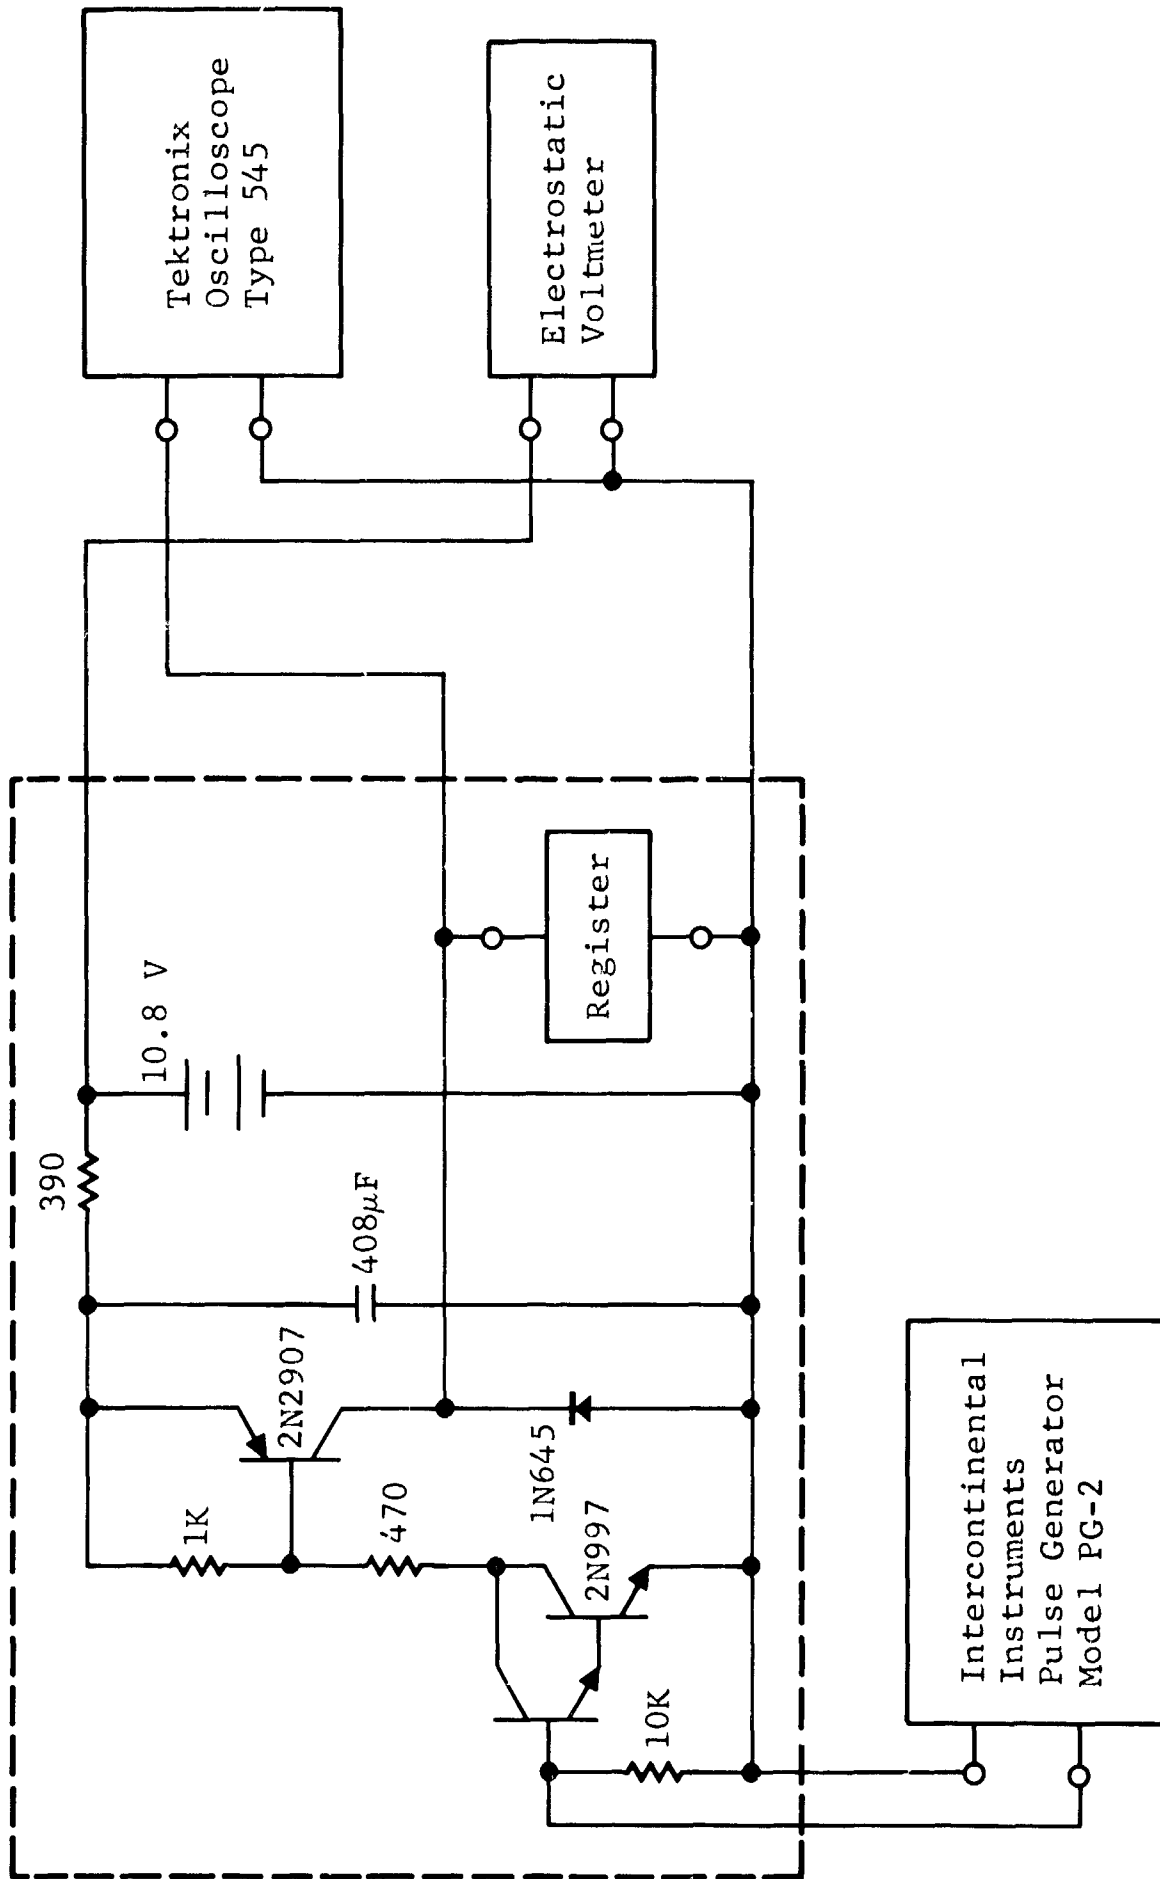 Tektronix
Oscilloscope
Type 545
Electrostatic
Voltmeter
10.8 V
Register
390
408μF
2N2907
1K
470
1N645
2N997
10K
Intercontinental
Instruments
Pulse Generator
Model PG-2